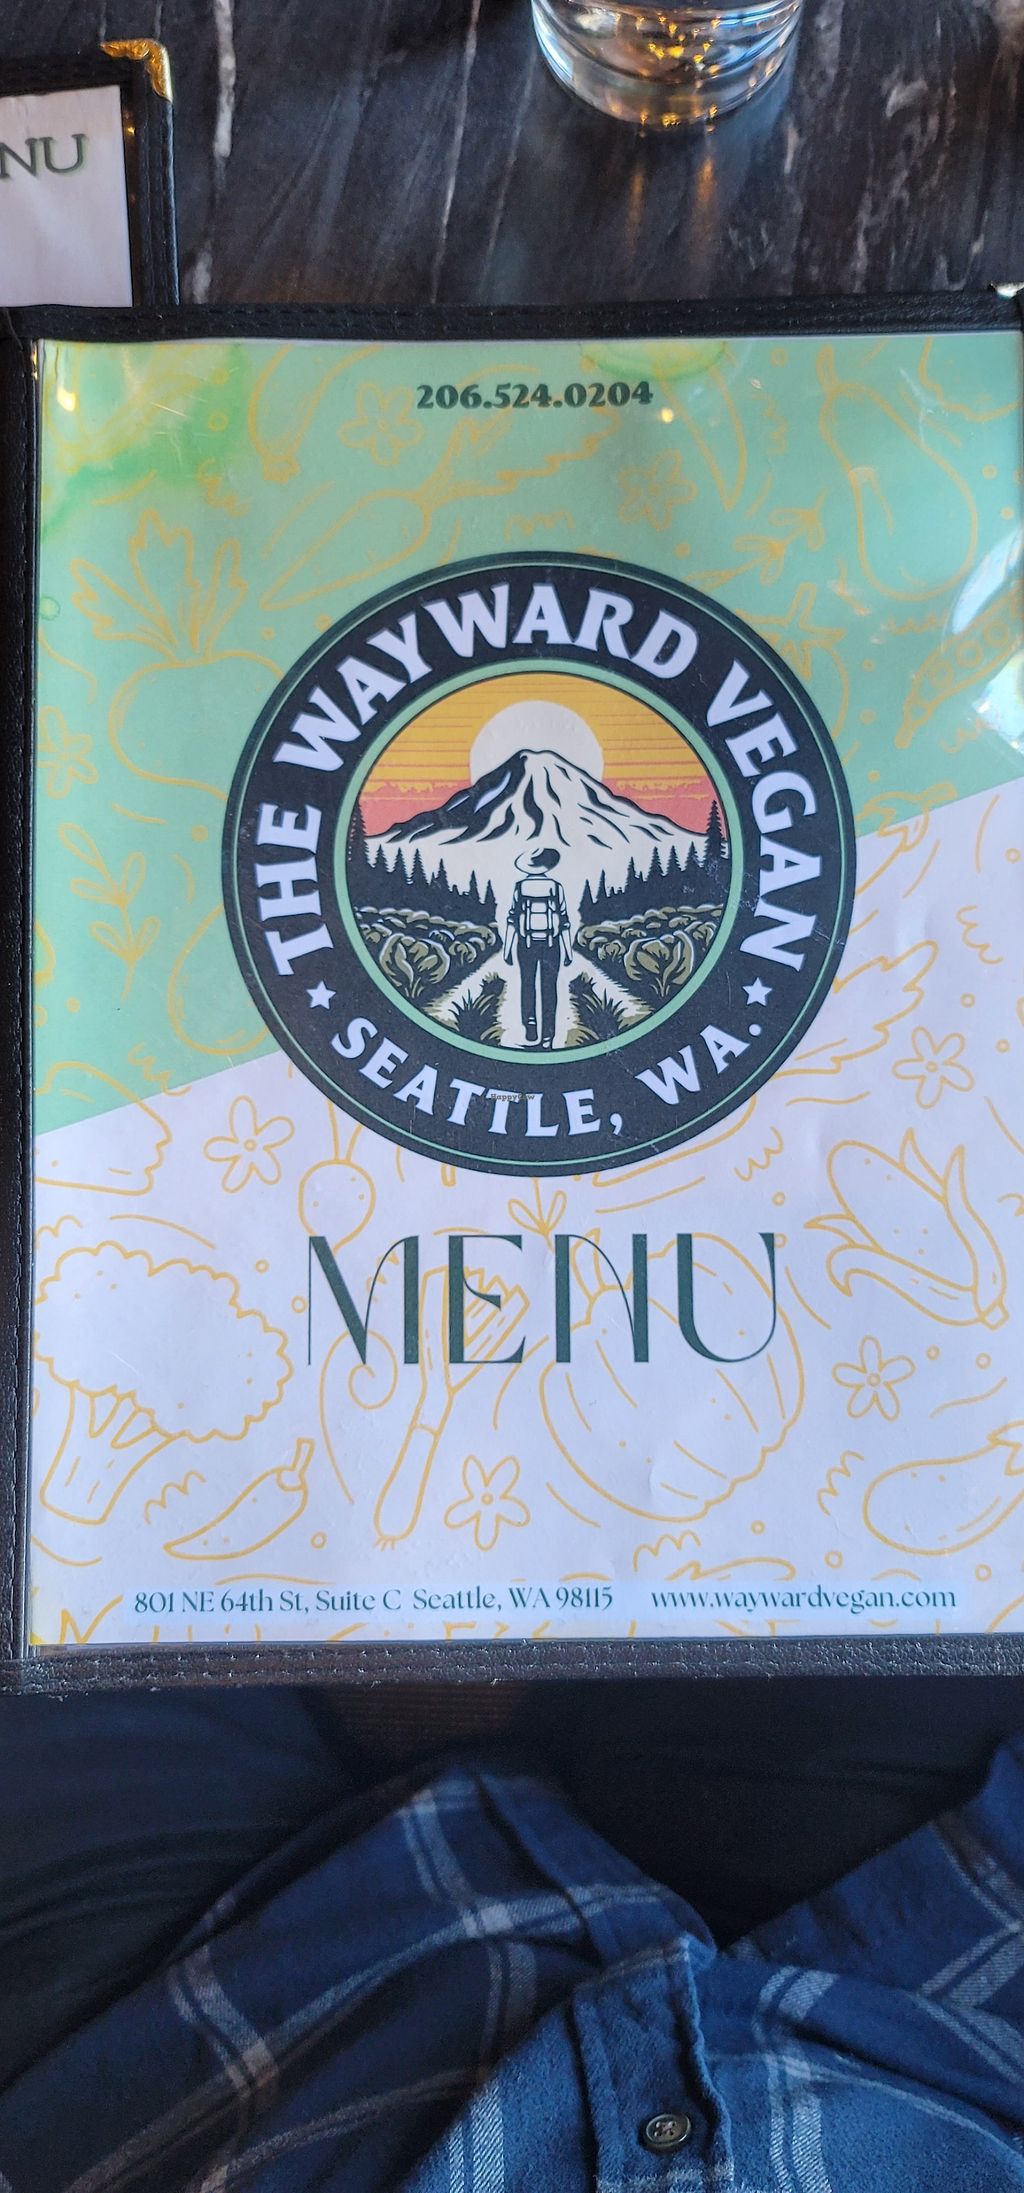 NU
206.524.0204
THE WAYWARD VEGAN
SEATTLE, WA.
HappyCow
MENU
801 NE 64th St, Suite C Seattle, WA 98115 www.waywardvegan.com